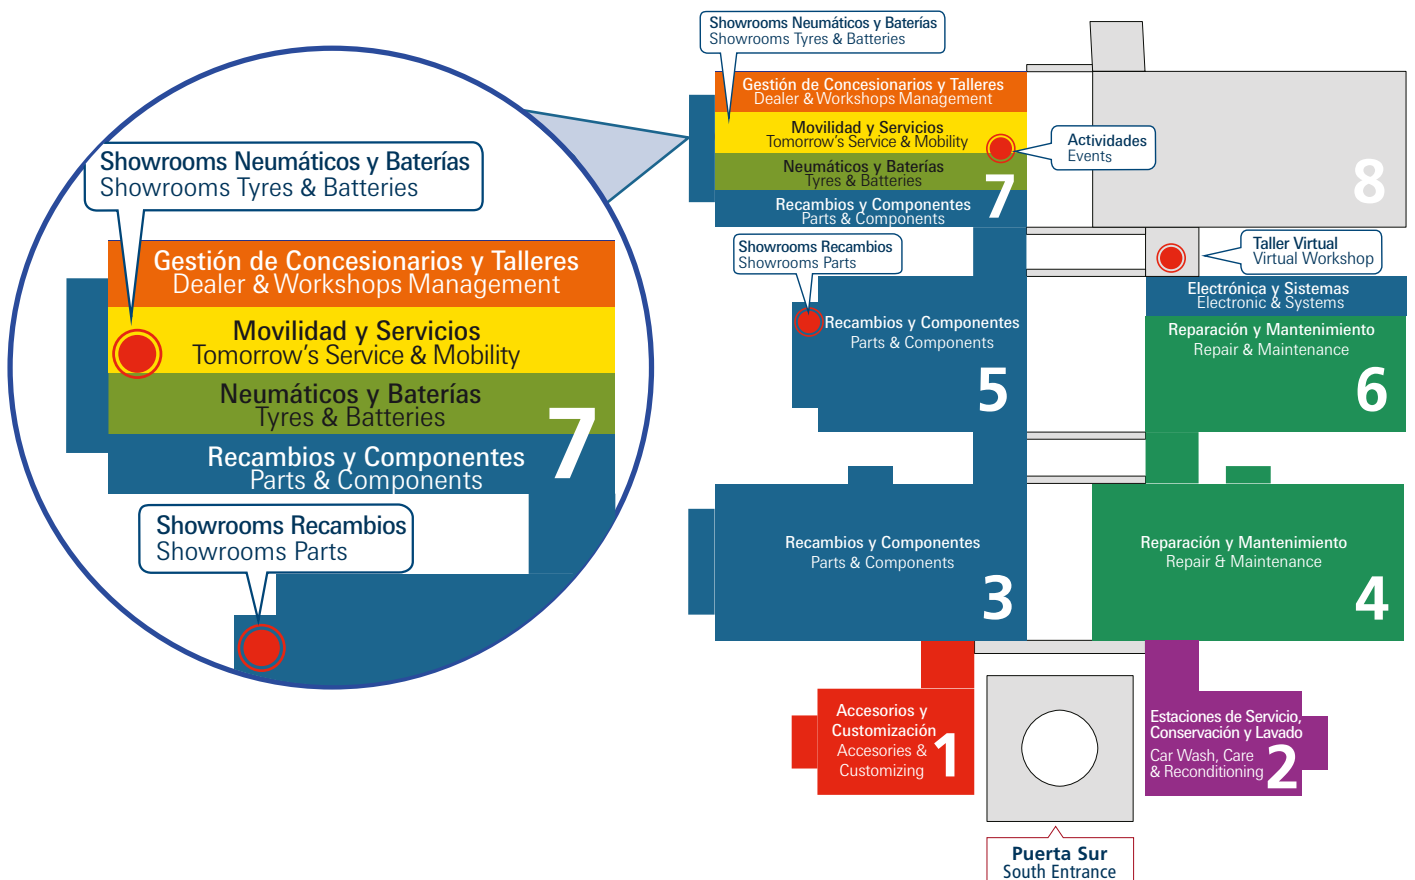 Showrooms Neumáticos y Baterías
Showrooms Tyres & Batteries
Gestión de Concesionarios y Talleres
Dealer & Workshops Management
Movilidad y Servicios
Tomorrow's Service & Mobility
Neumáticos y Baterías
Tyres & Batteries
7
Recambios y Componentes
Parts & Components
Showrooms Recambios
Showrooms Parts
Showrooms Neumáticos y Baterías
Showrooms Tyres & Batteries
Gestión de Concesionarios y Talleres
Dealer & Workshops Management
Movilidad y Servicios
Tomorrow's Service & Mobility
Neumáticos y Baterías
Tyres & Batteries
7
Recambios y Componentes
Parts & Components
Actividades
Events
8
Showrooms Recambios
Showrooms Parts
Taller Virtual
Virtual Workshop
Recambios y Componentes
Parts & Components
5
Electrónica y Sistemas
Electronic & Systems
Reparación y Mantenimiento
Repair & Maintenance
6
Recambios y Componentes
Parts & Components
3
Reparación y Mantenimiento
Repair & Maintenance
4
Accesorios y
Customización
Accesories &
Customizing
1
Estaciones de Servicio,
Conservación y Lavado
Car Wash, Care
& Reconditioning
2
Puerta Sur
South Entrance